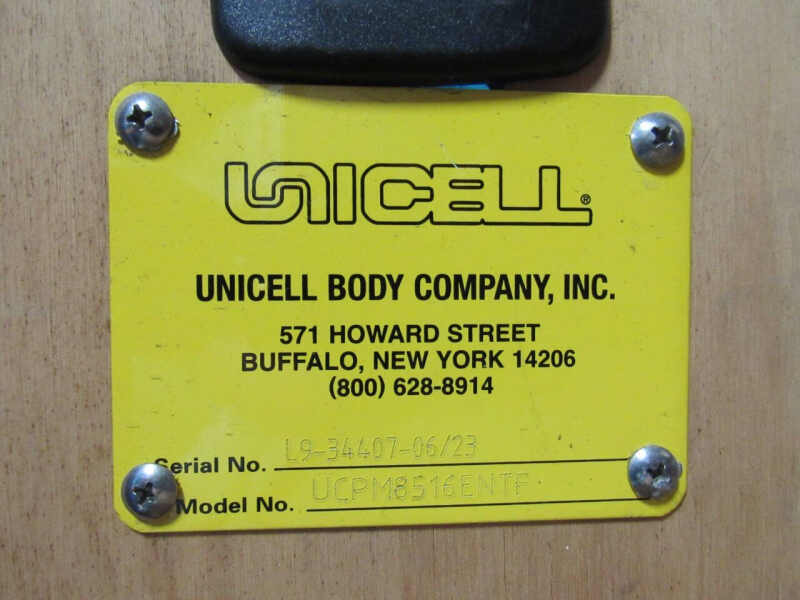 UNICELL®
UNICELL BODY COMPANY, INC.
571 HOWARD STREET
BUFFALO, NEW YORK 14206
(800) 628-8914
Serial No. L9-34407-06/23
Model No. UCPM8516ENTF